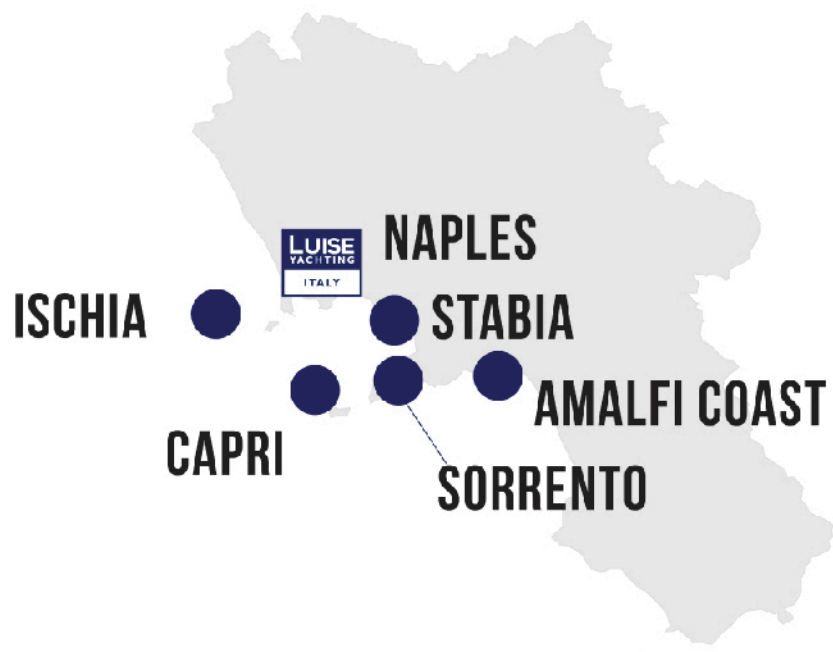 NAPLES
LUISE
YACHTING
ITALY
ISCHIA
STABIA
AMALFI COAST
CAPRI
SORRENTO